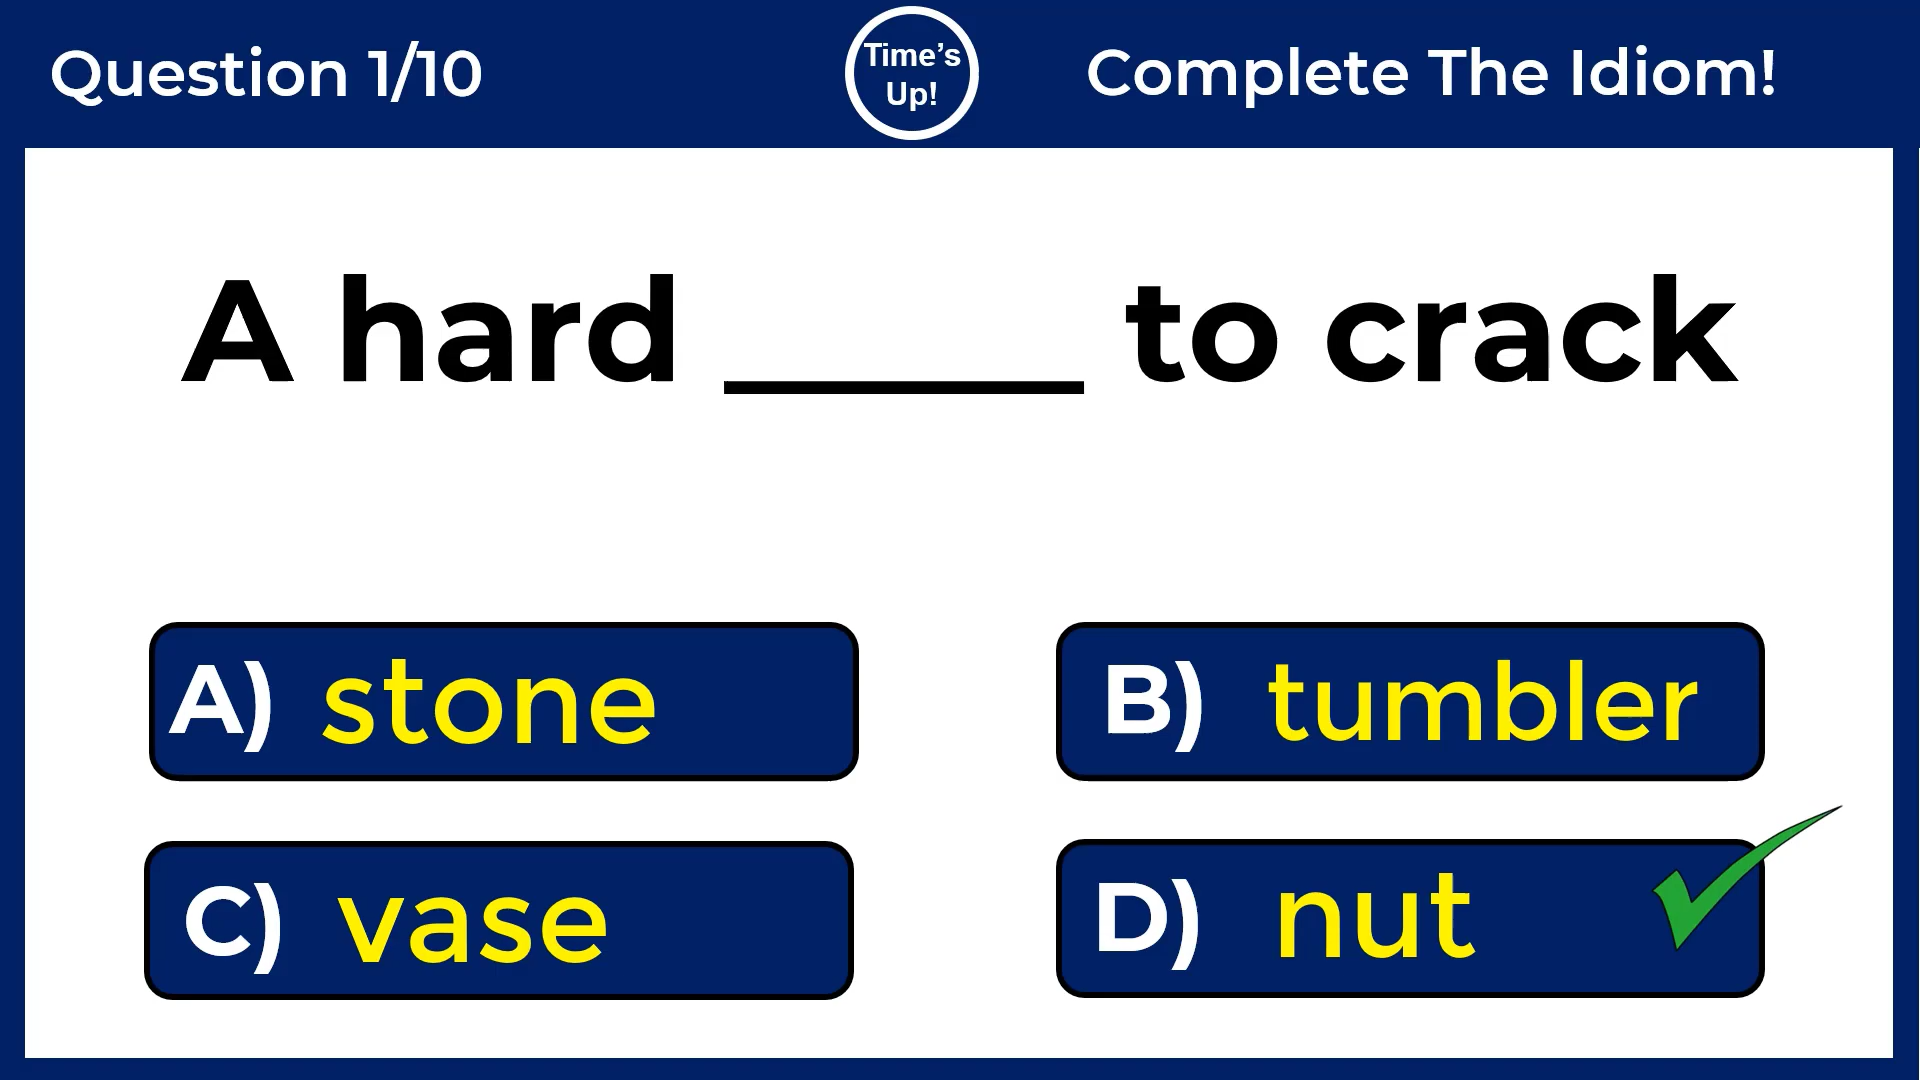 Question 1/10
Time's
Up!
Complete The Idiom!
A hard _____ to crack
A) stone
B) tumbler
C) vase
D) nut